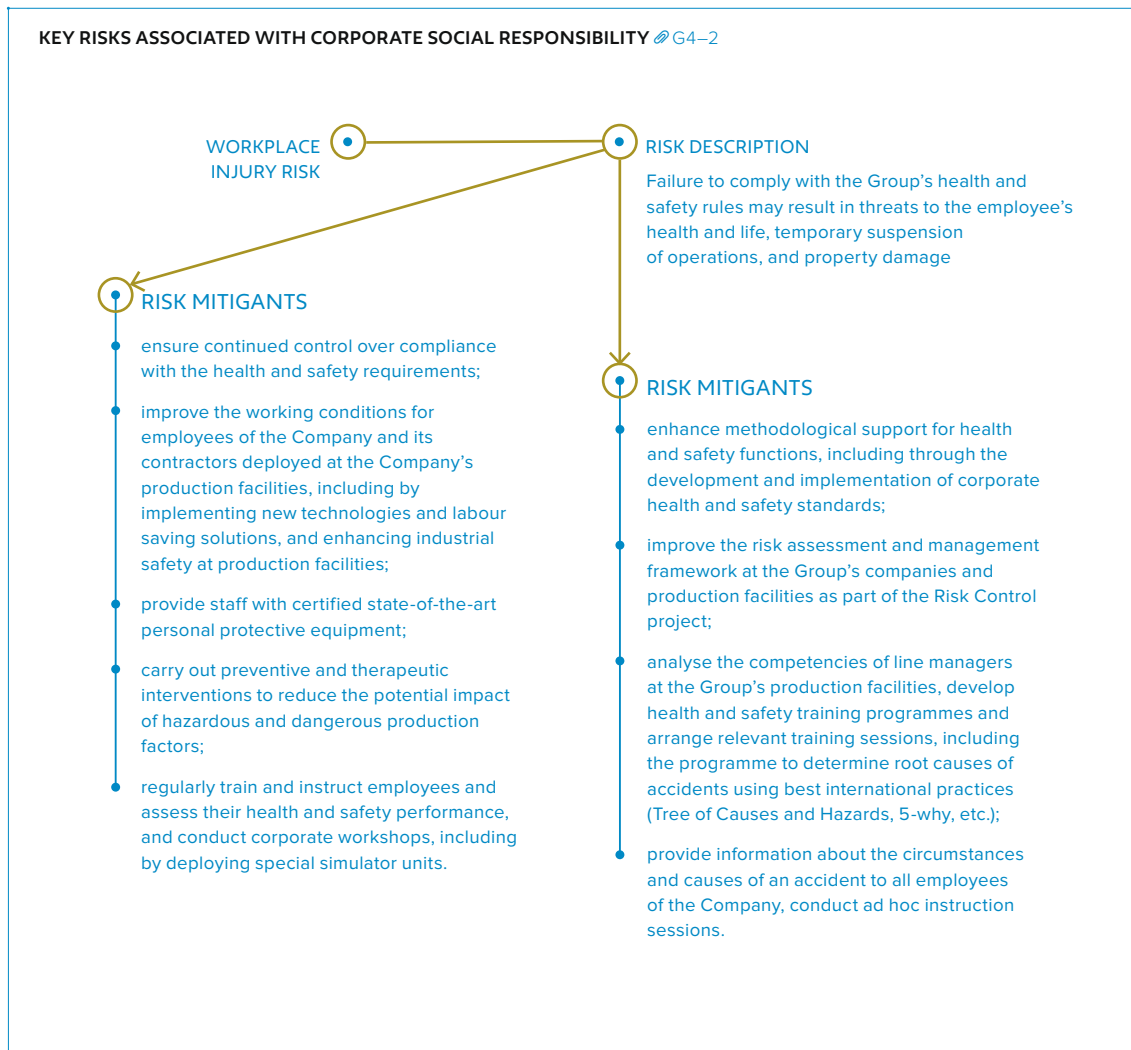 KEY RISKS ASSOCIATED WITH CORPORATE SOCIAL RESPONSIBILITY G4–2
WORKPLACE
INJURY RISK
RISK DESCRIPTION
Failure to comply with the Group’s health and
safety rules may result in threats to the employee’s
health and life, temporary suspension
of operations, and property damage
RISK MITIGANTS
ensure continued control over compliance
with the health and safety requirements;
improve the working conditions for
employees of the Company and its
contractors deployed at the Company’s
production facilities, including by
implementing new technologies and labour
saving solutions, and enhancing industrial
safety at production facilities;
provide staff with certified state-of-the-art
personal protective equipment;
carry out preventive and therapeutic
interventions to reduce the potential impact
of hazardous and dangerous production
factors;
regularly train and instruct employees and
assess their health and safety performance,
and conduct corporate workshops, including
by deploying special simulator units.
RISK MITIGANTS
enhance methodological support for health
and safety functions, including through the
development and implementation of corporate
health and safety standards;
improve the risk assessment and management
framework at the Group’s companies and
production facilities as part of the Risk Control
project;
analyse the competencies of line managers
at the Group’s production facilities, develop
health and safety training programmes and
arrange relevant training sessions, including
the programme to determine root causes of
accidents using best international practices
(Tree of Causes and Hazards, 5-why, etc.);
provide information about the circumstances
and causes of an accident to all employees
of the Company, conduct ad hoc instruction
sessions.